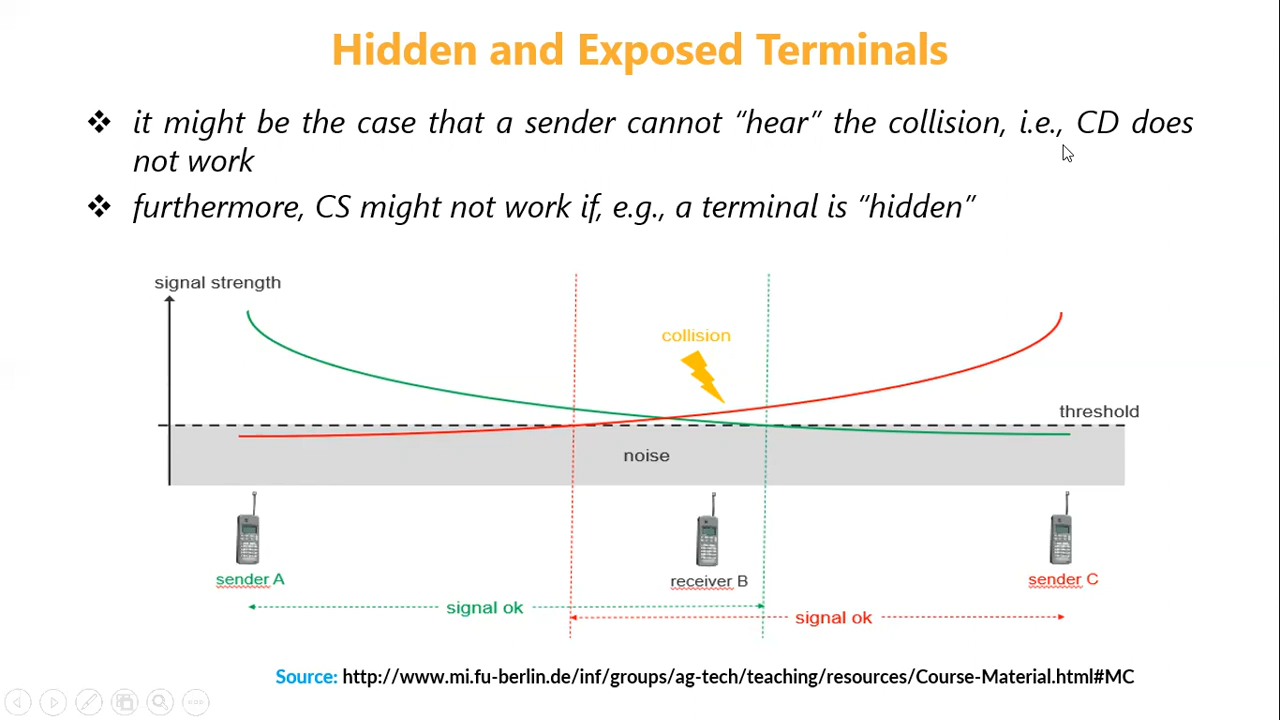 Hidden and Exposed Terminals
❖ it might be the case that a sender cannot “hear” the collision, i.e., CD does
not work
❖ furthermore, CS might not work if, e.g., a terminal is “hidden”
signal strength
collision
threshold
noise
sender A
receiver B
sender C
signal ok
signal ok
Source: http://www.mi.fu-berlin.de/inf/groups/ag-tech/teaching/resources/Course-Material.html#MC